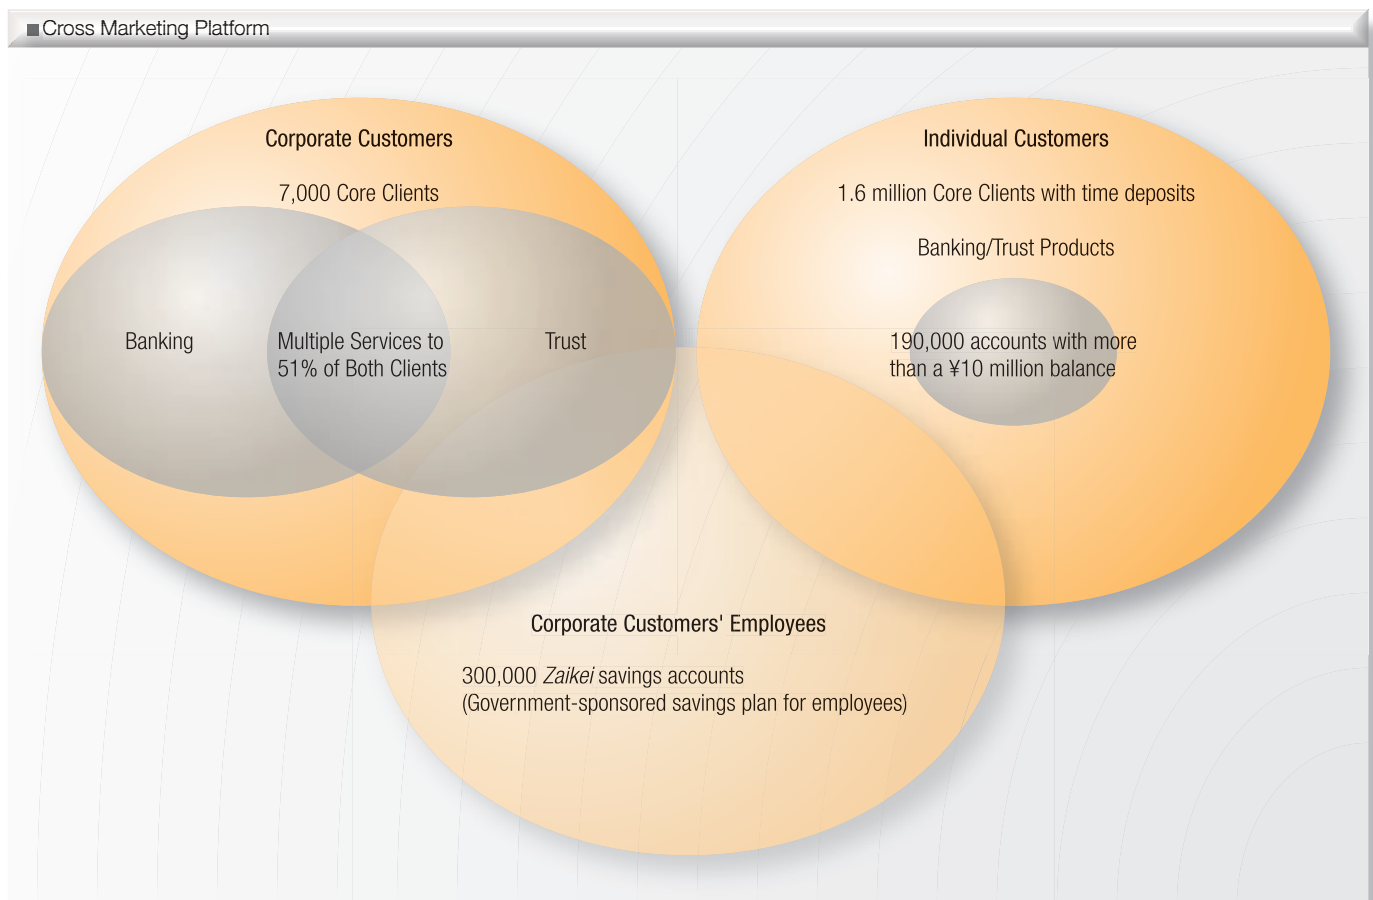 ■Cross Marketing Platform
Corporate Customers
7,000 Core Clients
Banking
Multiple Services to
51% of Both Clients
Trust
Individual Customers
1.6 million Core Clients with time deposits
Banking/Trust Products
190,000 accounts with more
than a ¥10 million balance
Corporate Customers' Employees
300,000 Zaikei savings accounts
(Government-sponsored savings plan for employees)